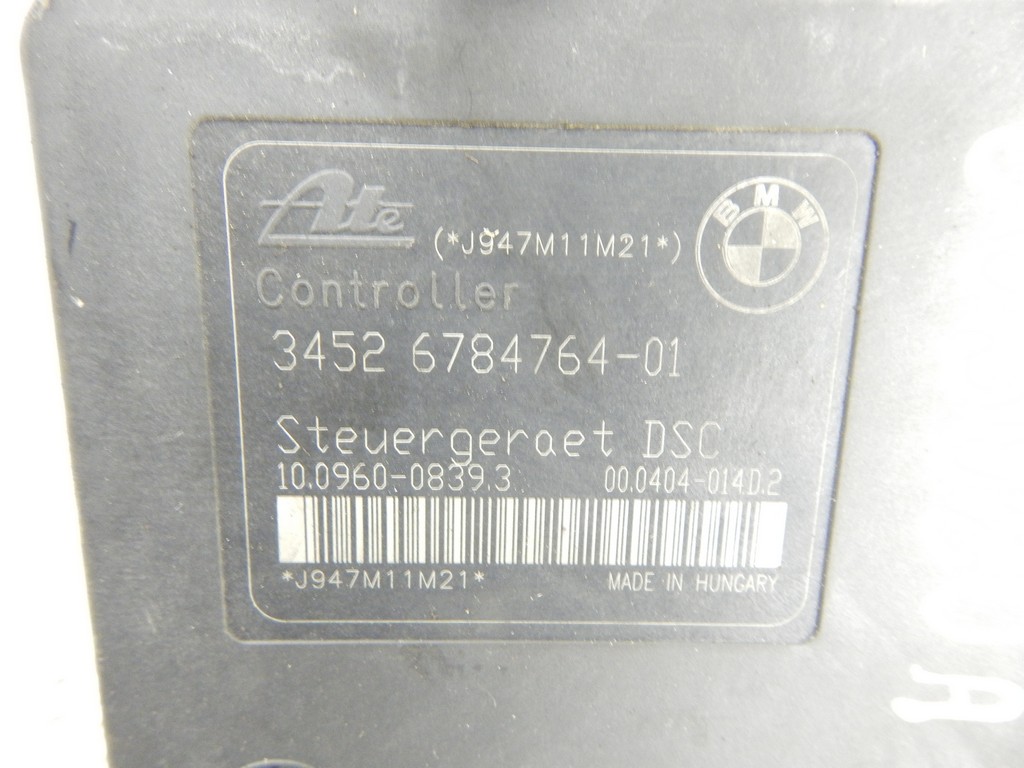 Ate (*J947M11M21*) BMW
Controller
3452 6784764-01
Steuergeraet DSC
10.0960-0839.3 00.0404-014D.2
*J947M11M21* MADE IN HUNGARY